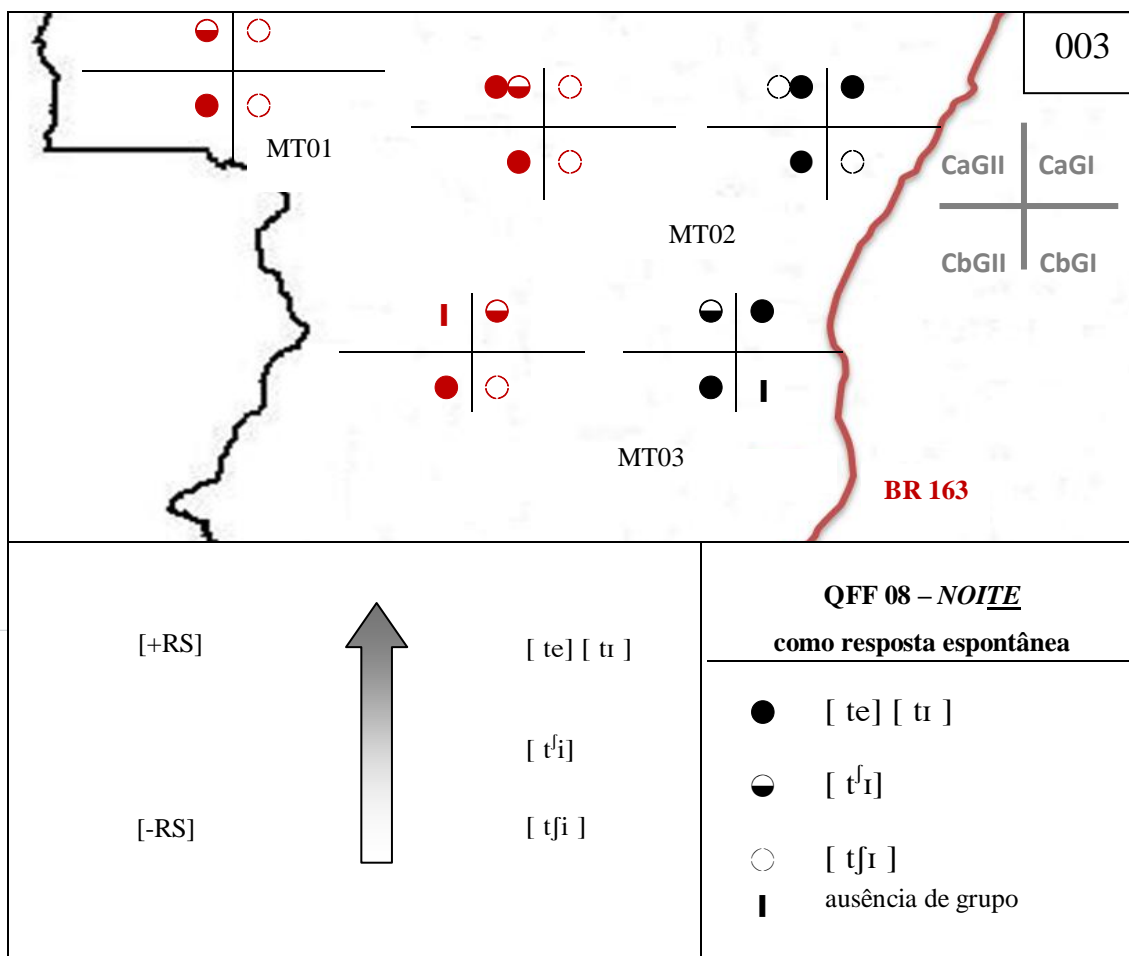 003
MT01
CaGII CaGI
MT02
CbGII CbGI
MT03
BR 163
[+RS]
[ te] [ tɪ ]
[ tᶴi]
[-RS]
[ tʃi ]
QFF 08 – NOITE
como resposta espontânea
[ te] [ tɪ ]
[ tᶴɪ]
[ tʃɪ ]
ausência de grupo